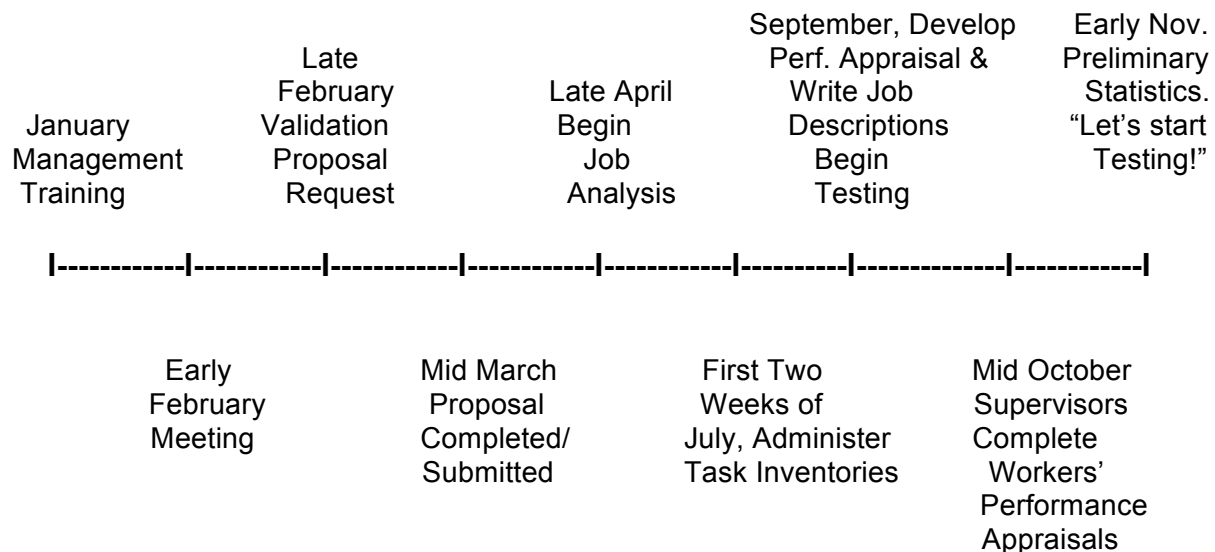 January
Management
Training
Late
February
Validation
Proposal
Request
Late April
Begin
Job
Analysis
September, Develop
Perf. Appraisal &
Write Job
Descriptions
Begin
Testing
Early Nov.
Preliminary
Statistics.
“Let’s start
Testing!”
I------------I------------I------------I------------I------------I----------I--------------I------------I
Early
February
Meeting
Mid March
Proposal
Completed/
Submitted
First Two
Weeks of
July, Administer
Task Inventories
Mid October
Supervisors
Complete
Workers’
Performance
Appraisals